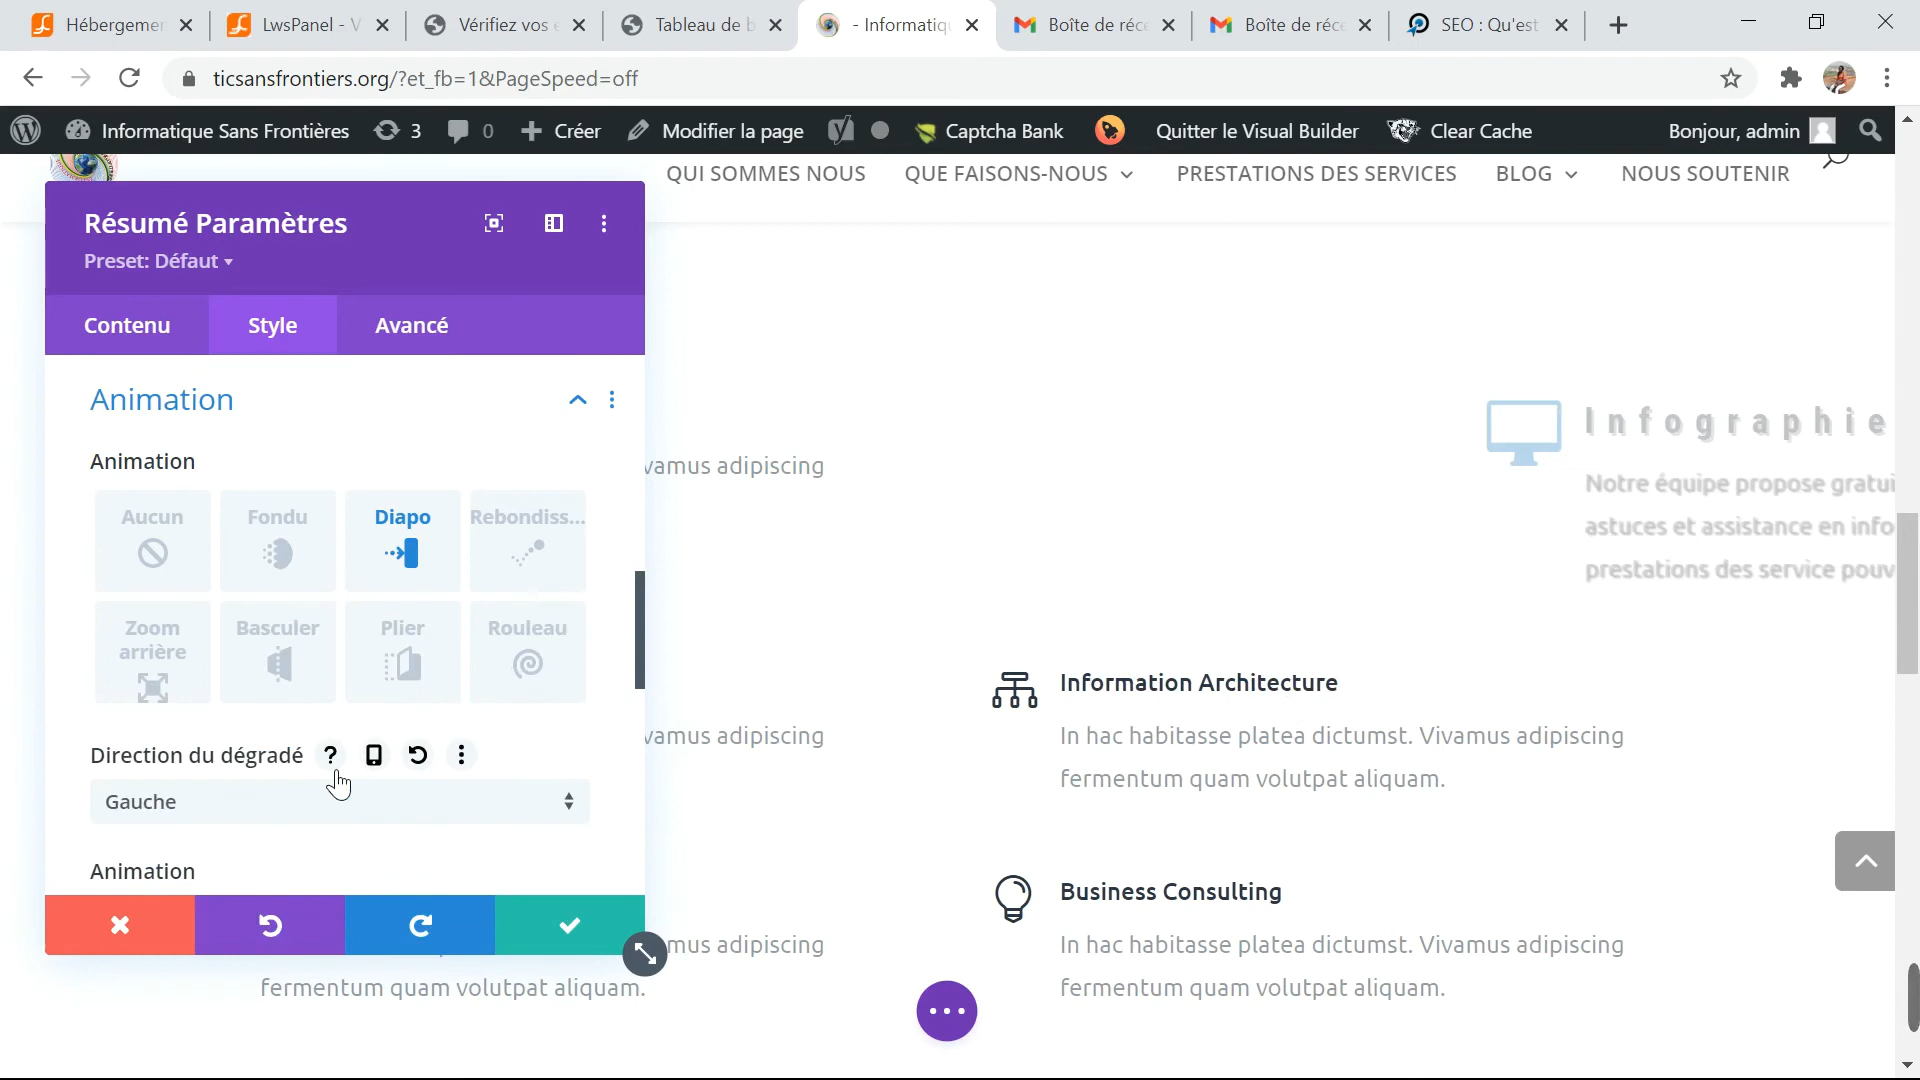 Hébergemer
LwsPanel - V
Vérifiez vos
Tableau de b
- Informatiq
Boîte de réc
Boîte de réc
SEO : Qu'est
ticsansfrontiers.org/?et_fb=1&PageSpeed=off
Informatique Sans Frontières
3
0
Créer
Modifier la page
Captcha Bank
Quitter le Visual Builder
Clear Cache
Bonjour, admin
QUI SOMMES NOUS
QUE FAISONS-NOUS
PRESTATIONS DES SERVICES
BLOG
NOUS SOUTENIR
Résumé Paramètres
Preset: Défaut
Contenu
Style
Avancé
Animation
Animation
Aucun
Fondu
Diapo
Rebondiss...
Zoom
arrière
Basculer
Plier
Rouleau
Direction du dégradé ?
Gauche
Animation
vamus adipiscing
Infographie
Notre équipe propose gratui
astuces et assistance en info
prestations des service pouv
vamus adipiscing
Information Architecture
In hac habitasse platea dictumst. Vivamus adipiscing
fermentum quam volutpat aliquam.
mus adipiscing
fermentum quam volutpat aliquam.
Business Consulting
In hac habitasse platea dictumst. Vivamus adipiscing
fermentum quam volutpat aliquam.